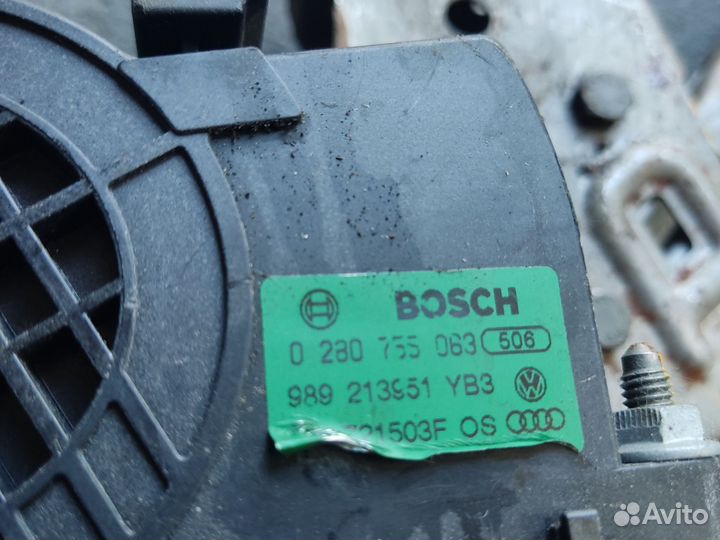 BOSCH
0 280 755 063 506
989 213951 YB3
721503F OS
Avito